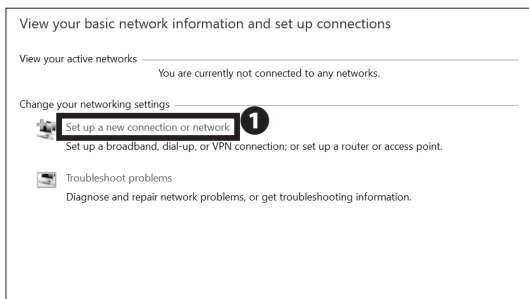 View your basic network information and set up connections
View your active networks
You are currently not connected to any networks.
Change your networking settings
Set up a new connection or network
1
Set up a broadband, dial-up, or VPN connection; or set up a router or access point.
Troubleshoot problems
Diagnose and repair network problems, or get troubleshooting information.